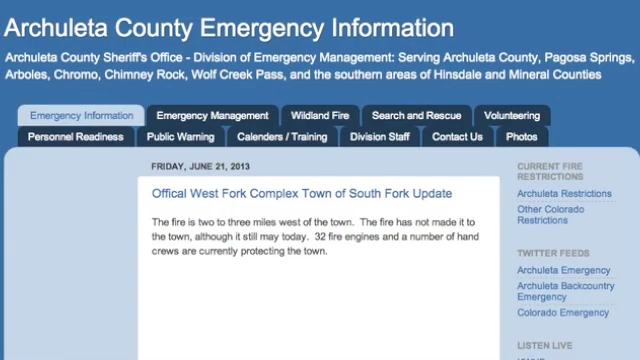 Archuleta County Emergency Information
Archuleta County Sheriff's Office - Division of Emergency Management: Serving Archuleta County, Pagosa Springs,
Arboles, Chromo, Chimney Rock, Wolf Creek Pass, and the southern areas of Hinsdale and Mineral Counties
Emergency Information
Emergency Management
Wildland Fire
Search and Rescue
Volunteering
Personnel Readiness
Public Warning
Calenders / Training
Division Staff
Contact Us
Photos
FRIDAY, JUNE 21, 2013
Offical West Fork Complex Town of South Fork Update
The fire is two to three miles west of the town.  The fire has not made it to
the town, although it still may today.  32 fire engines and a number of hand
crews are currently protecting the town.
CURRENT FIRE
RESTRICTIONS
Archuleta Restrictions
Other Colorado
Restrictions
TWITTER FEEDS
Archuleta Emergency
Archuleta Backcountry
Emergency
Colorado Emergency
LISTEN LIVE